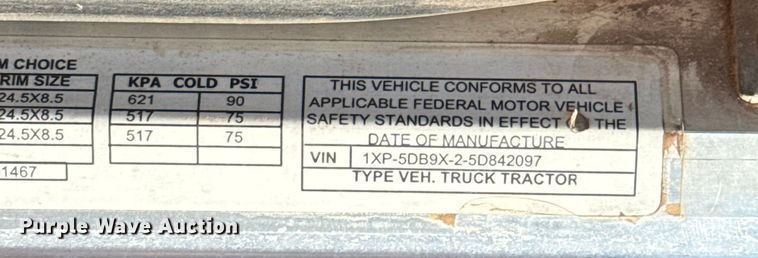 M CHOICE
RIM SIZE
24.5X8.5
24.5X8.5
24.5X8.5
1467
KPA COLD PSI
621 90
517 75
517 75
THIS VEHICLE CONFORMS TO ALL
APPLICABLE FEDERAL MOTOR VEHICLE
SAFETY STANDARDS IN EFFECT THE
DATE OF MANUFACTURE
VIN 1XP-5DB9X-2-5D842097
TYPE VEH. TRUCK TRACTOR
Purple Wave Auction